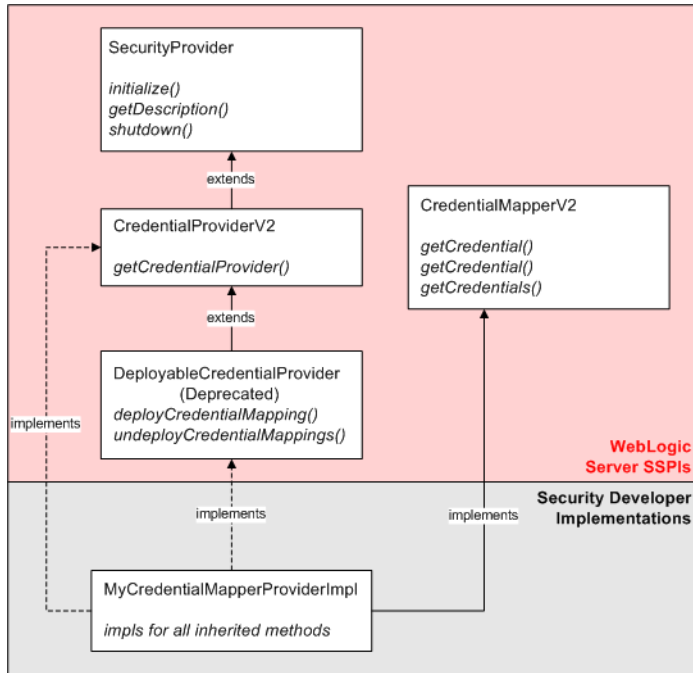 SecurityProvider
initialize()
getDescription()
shutdown()
extends
CredentialProviderV2
getCredentialProvider()
CredentialMapperV2
getCredential()
getCredential()
getCredentials()
extends
DeployableCredentialProvider
(Deprecated)
deployCredentialMapping()
undeployCredentialMappings()
implements
WebLogic
Server SSPIs
Security Developer
Implementations
implements
implements
MyCredentialMapperProviderImpl
impls for all inherited methods